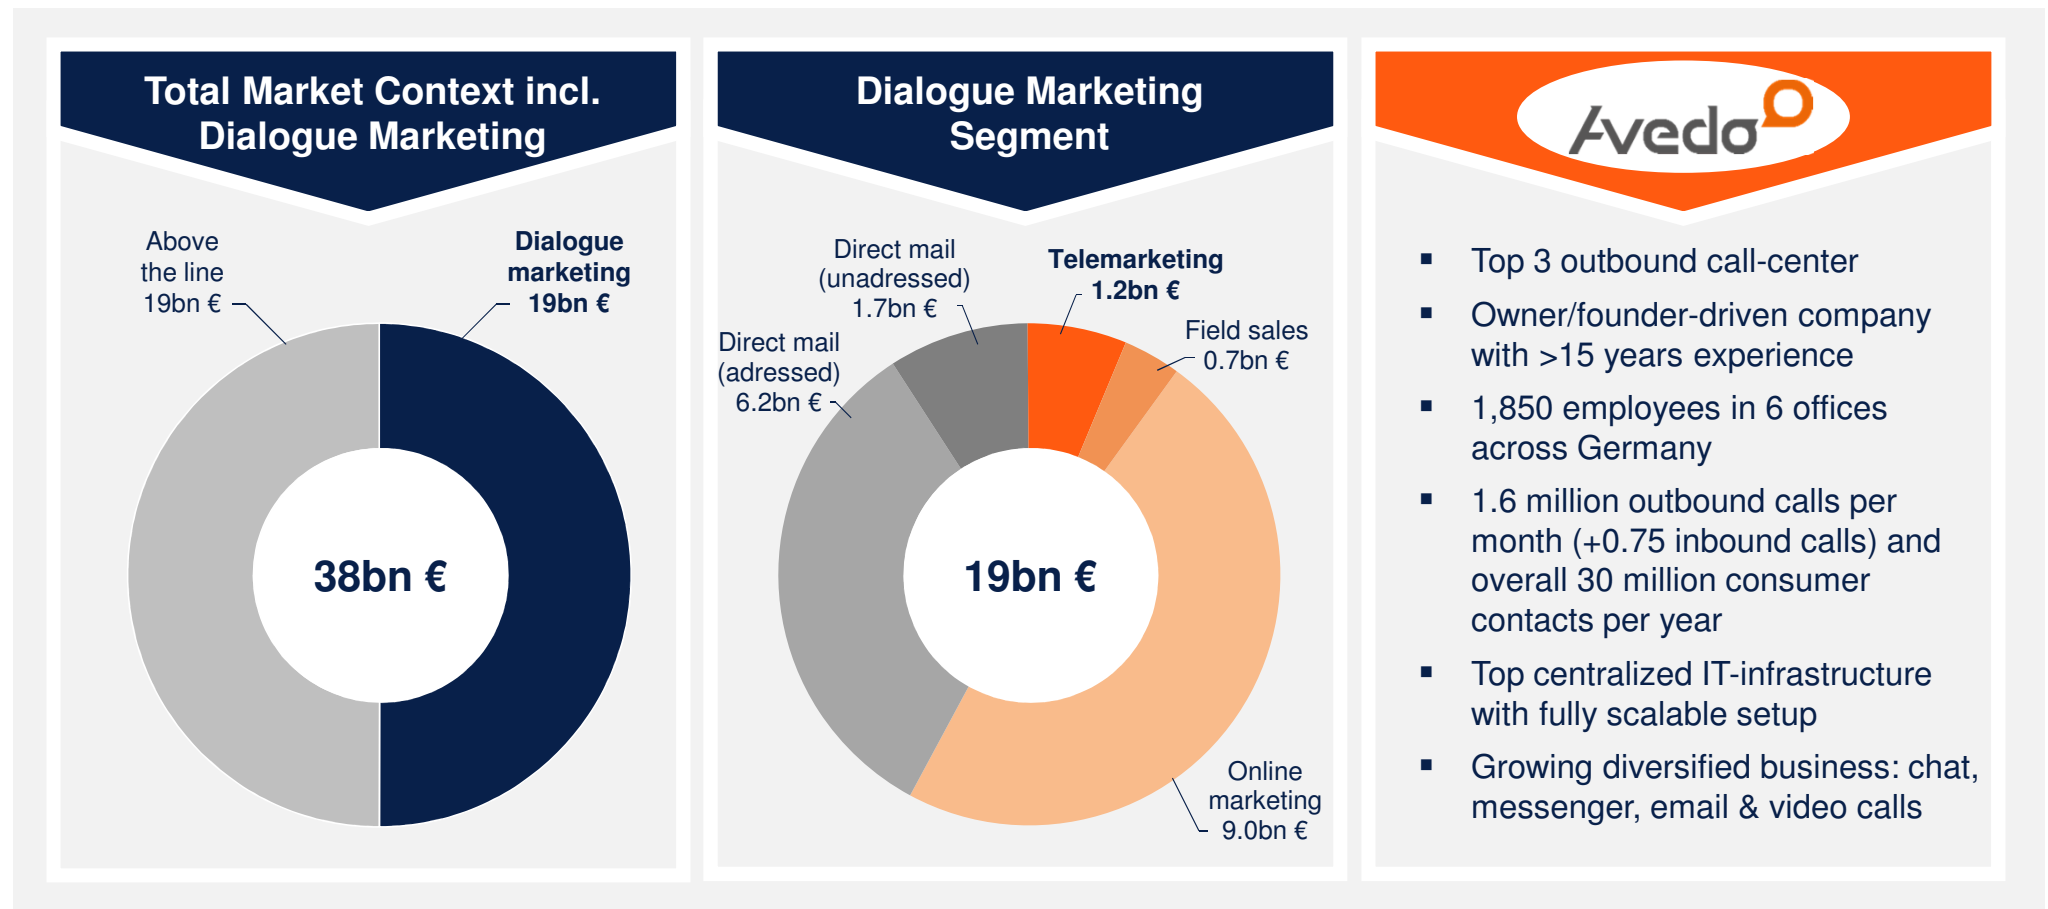 Total Market Context incl.
Dialogue Marketing
Above
the line
19bn €
Dialogue
marketing
19bn €
38bn €
Dialogue Marketing
Segment
Direct mail
(unadressed)
1.7bn €
Telemarketing
1.2bn €
Field sales
0.7bn €
Direct mail
(adressed)
6.2bn €
19bn €
Online
marketing
9.0bn €
Avedo
▪ Top 3 outbound call-center
▪ Owner/founder-driven company
with >15 years experience
▪ 1,850 employees in 6 offices
across Germany
▪ 1.6 million outbound calls per
month (+0.75 inbound calls) and
overall 30 million consumer
contacts per year
▪ Top centralized IT-infrastructure
with fully scalable setup
▪ Growing diversified business: chat,
messenger, email & video calls